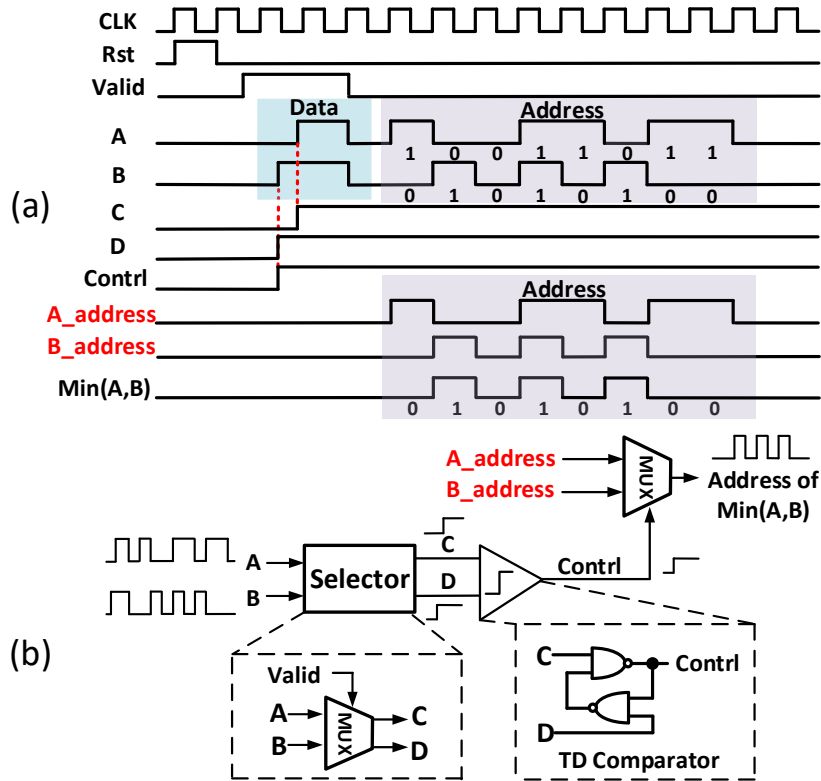 CLK
Rst
Valid
Data Address
A
1 0 0 1 1 0 1 1
B
0 1 0 1 0 1 0 0
(a)
C
D
Contrl
Address
A_address
B_address
Min(A,B)
0 1 0 1 0 1 0 0
A_address
B_address
MUX
Address of
Min(A,B)
A
B
Selector
C
D
Contrl
(b)
Valid
A
B
MUX
C
D
C
D
Contrl
TD Comparator